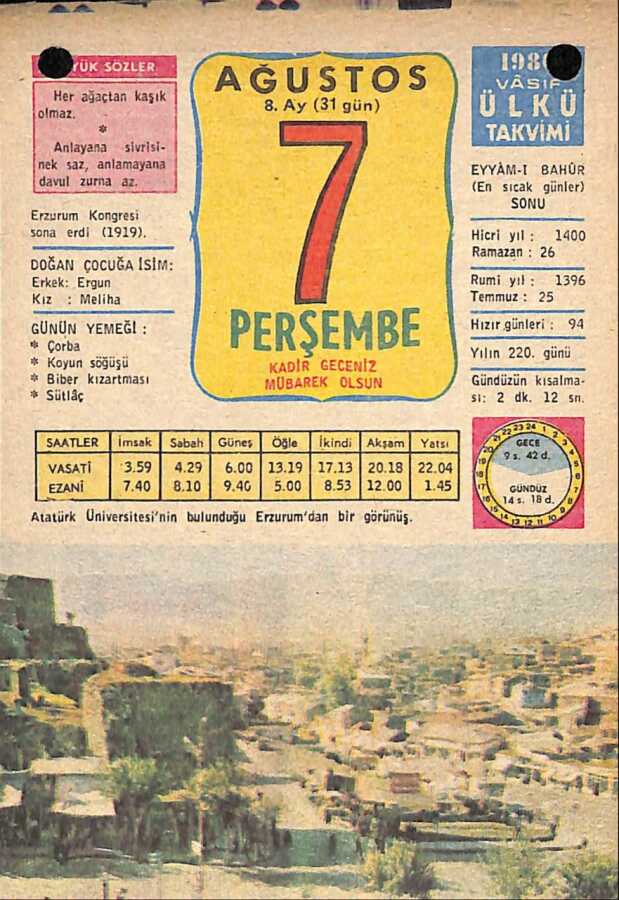 YÜK SÖZLER
Her ağaçtan kaşık
olmaz.
*
Anlayana sivrisi-
nek saz, anlamayana
davul zurna az.
Erzurum Kongresi
sona erdi (1919).
DOĞAN ÇOCUĞA İSİM:
Erkek: Ergun
Kız : Meliha
GÜNÜN YEMEĞİ :
* Çorba
* Koyun söğüşü
* Biber kızartması
* Sütlâç
AĞUSTOS
8. Ay (31 gün)
7
PERŞEMBE
KADİR GECENİZ
MÜBAREK OLSUN
1980
VÂSIF
ÜLKÜ
TAKVİMİ
EYYÂM-I BAHÛR
(En sıcak günler)
SONU
Hicri yıl : 1400
Ramazan : 26
Rumi yıl : 1396
Temmuz : 25
Hızır günleri : 94
Yılın 220. günü
Gündüzün kısalma-
sı: 2 dk. 12 sn.
SAATLER İmsak Sabah Güneş Öğle İkindi Akşam Yatsı
VASATİ 3.59 4.29 6.00 13.19 17.13 20.18 22.04
EZANİ 7.40 8.10 9.40 5.00 8.53 12.00 1.45
GECE
9 s. 42 d.
GÜNDÜZ
14 s. 18 d.
Atatürk Üniversitesi'nin bulunduğu Erzurum'dan bir görünüş.